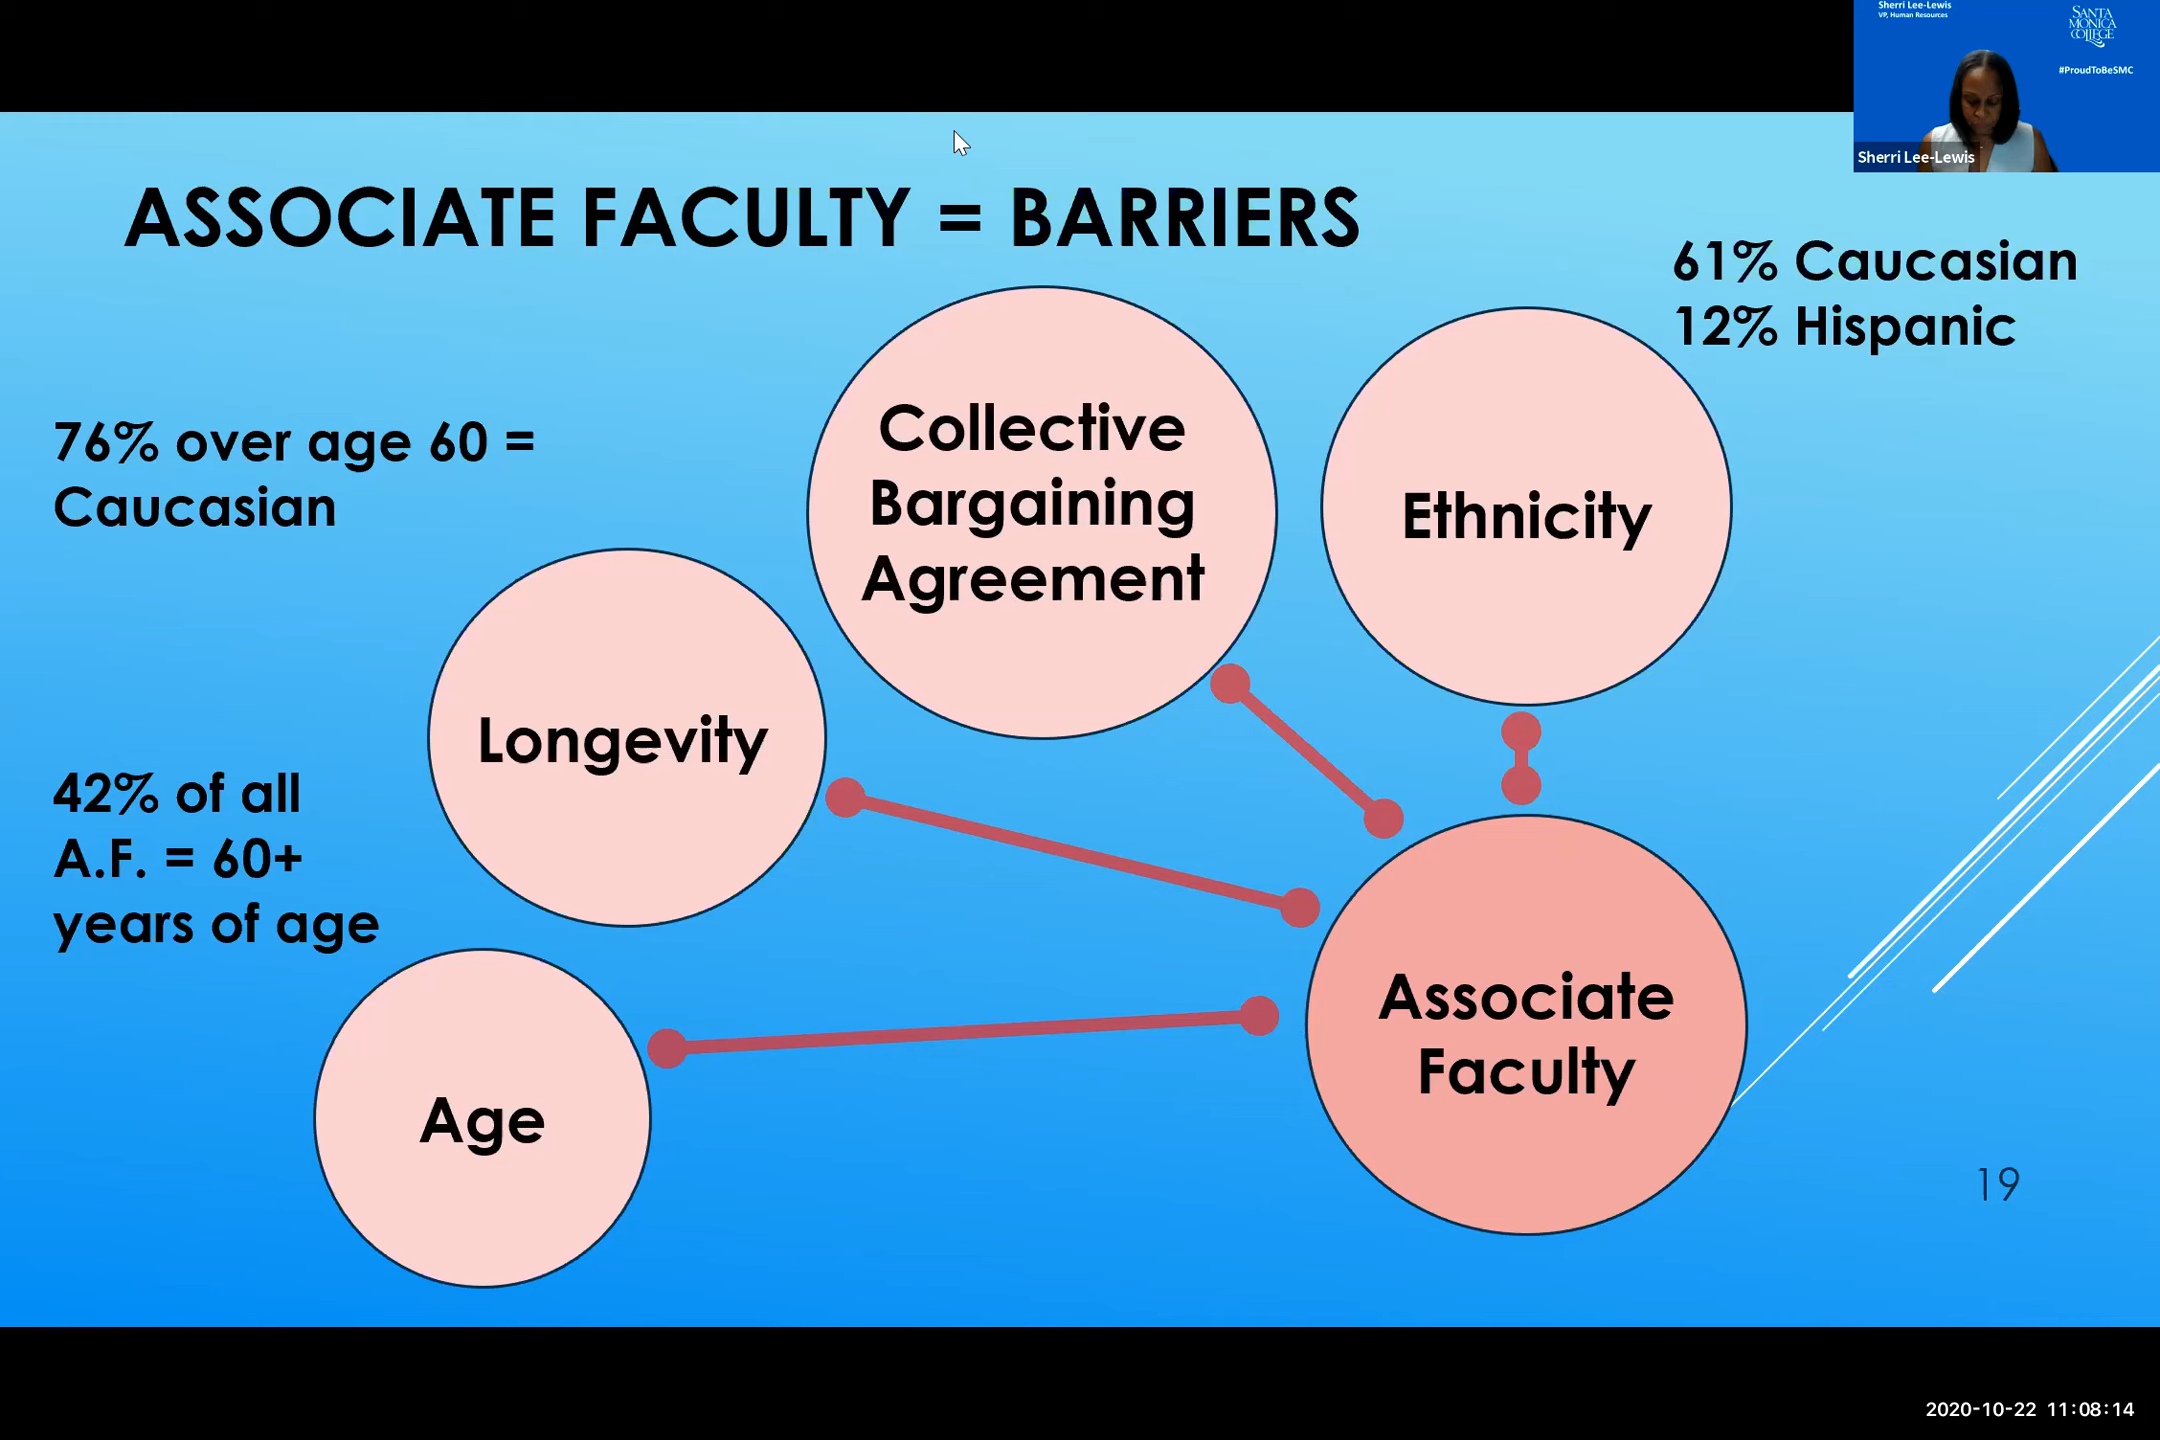 Sherri Lee-Lewis
VP, Human Resources
SANTA
MONICA
COLLEGE
#ProudToBeSMC
Sherri Lee-Lewis
ASSOCIATE FACULTY = BARRIERS
61% Caucasian
12% Hispanic
76% over age 60 =
Caucasian
Collective
Bargaining
Agreement
Ethnicity
Longevity
42% of all
A.F. = 60+
years of age
Associate
Faculty
Age
19
2020-10-22 11:08:14